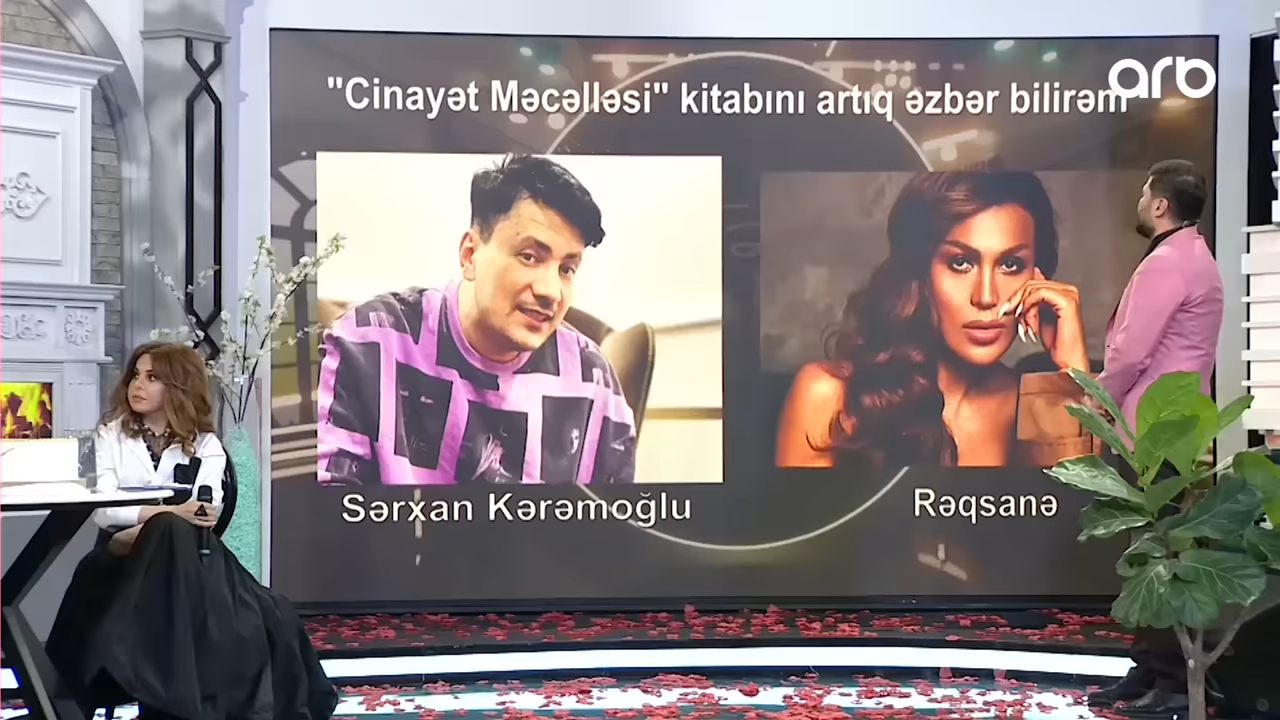 "Cinayət Məcəlləsi" kitabını artıq əzbər bilirəm
arb
Sərxan Kərəmoğlu
Rəqsanə